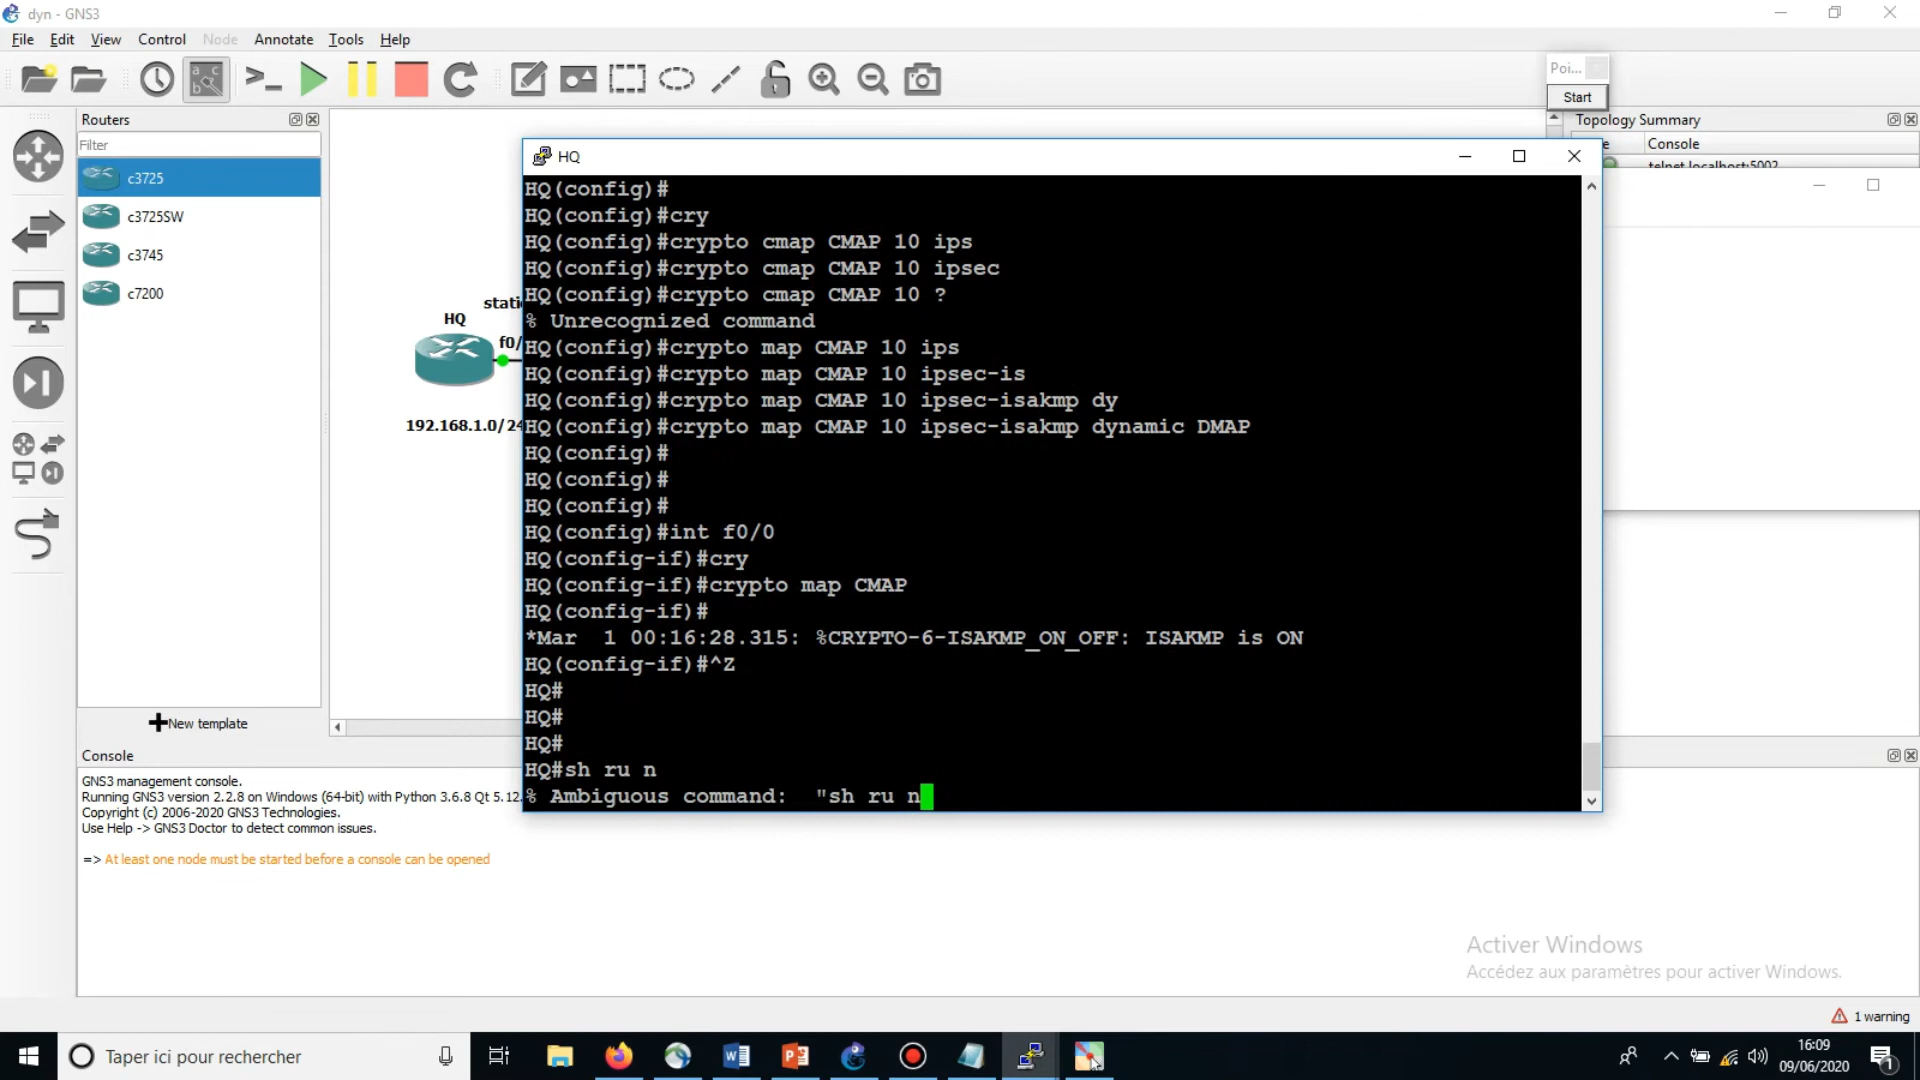 dyn - GNS3
File Edit View Control Node Annotate Tools Help
Poi...
Start
Routers
Filter
c3725
c3725SW
c3745
c7200
New template
HQ
f0/
192.168.1.0/24
Topology Summary
Console
telnet localhost:5002
HQ
HQ(config)#
HQ(config)#cry
HQ(config)#crypto cmap CMAP 10 ips
HQ(config)#crypto cmap CMAP 10 ipsec
HQ(config)#crypto cmap CMAP 10 ?
% Unrecognized command
HQ(config)#crypto map CMAP 10 ips
HQ(config)#crypto map CMAP 10 ipsec-is
HQ(config)#crypto map CMAP 10 ipsec-isakmp dy
HQ(config)#crypto map CMAP 10 ipsec-isakmp dynamic DMAP
HQ(config)#
HQ(config)#
HQ(config)#
HQ(config)#int f0/0
HQ(config-if)#cry
HQ(config-if)#crypto map CMAP
HQ(config-if)#
*Mar  1 00:16:28.315: %CRYPTO-6-ISAKMP_ON_OFF: ISAKMP is ON
HQ(config-if)#^Z
HQ#
HQ#
HQ#
HQ#sh ru n
% Ambiguous command:  "sh ru n
Console
GNS3 management console.
Running GNS3 version 2.2.8 on Windows (64-bit) with Python 3.6.8 Qt 5.12.
Copyright (c) 2006-2020 GNS3 Technologies.
Use Help -> GNS3 Doctor to detect common issues.
=> At least one node must be started before a console can be opened
Activer Windows
Accédez aux paramètres pour activer Windows.
1 warning
Taper ici pour rechercher
16:09
09/06/2020
1